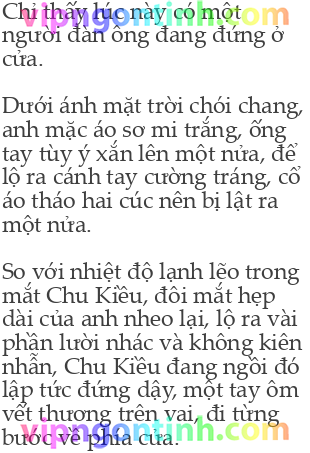 Chỉ thấy lúc này có một
người đàn ông đang đứng ở
cửa.
Dưới ánh mặt trời chói chang,
anh mặc áo sơ mi trắng, ống
tay tùy ý xắn lên một nửa, để
lộ ra cánh tay cường tráng, cổ
áo tháo hai cúc nên bị lật ra
một nửa.
So với nhiệt độ lạnh lẽo trong
mắt Chu Kiều, đôi mắt hẹp
dài của anh nheo lại, lộ ra vài
phần lười nhác và không kiên
nhẫn, Chu Kiều đang ngồi đó
lập tức đứng dậy, một tay ôm
vết thương trên vai, đi từng
bước về phía cửa.
vipngontinh.com
vipngontinh.com